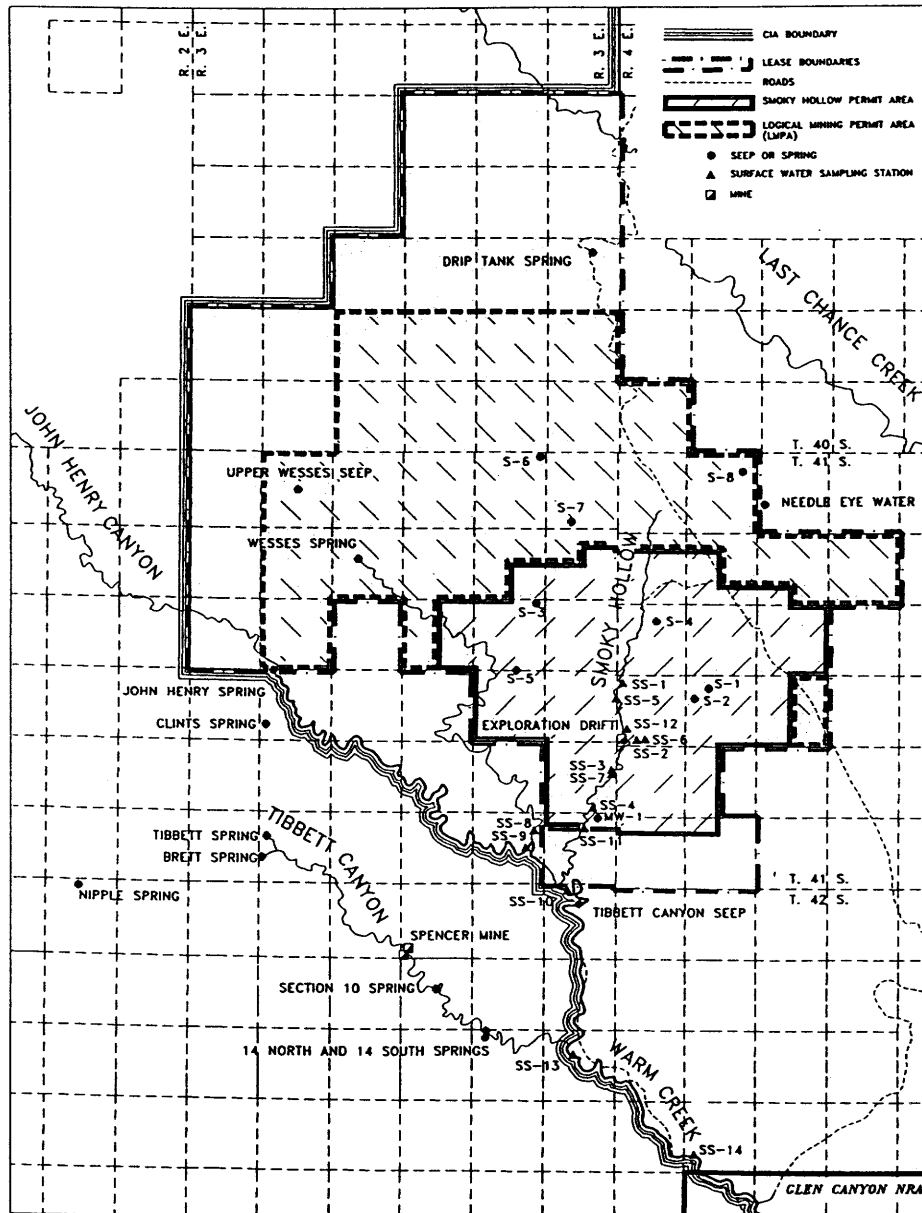 R. 2 E.
R. 3 E.
R. 3 E.
R. 4 E.
CIA BOUNDARY
LEASE BOUNDARIES
ROADS
SMOKY HOLLOW PERMIT AREA
LOGICAL MINING PERMIT AREA
(LMPA)
SEEP OR SPRING
SURFACE WATER SAMPLING STATION
MINE
DRIP TANK SPRING
LAST CHANCE CREEK
JOHN HENRY CANYON
T. 40 S.
T. 41 S.
S-6
S-8
UPPER WESSES SEEP
NEEDLE EYE WATER
S-7
WESSES SPRING
SMOKY HOLLOW
S-3
S-4
S-5
SS-1
S-1
JOHN HENRY SPRING
SS-5
S-2
CLINTS SPRING
EXPLORATION DRIFT
SS-12
SS-6
SS-2
SS-3
SS-7
TIBBETT CANYON
SS-4
MW-1
TIBBETT SPRING
SS-8
SS-9
SS-11
BRETT SPRING
NIPPLE SPRING
T. 41 S.
T. 42 S.
SS-10
TIBBETT CANYON SEEP
SPENCER MINE
SECTION 10 SPRING
14 NORTH AND 14 SOUTH SPRINGS
SS-13
WARM CREEK
SS-14
GLEN CANYON NRA